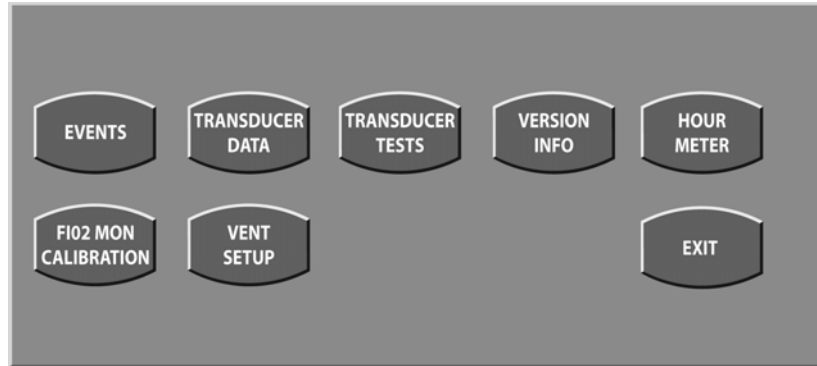 EVENTS
TRANSDUCER
DATA
TRANSDUCER
TESTS
VERSION
INFO
HOUR
METER
FI02 MON
CALIBRATION
VENT
SETUP
EXIT